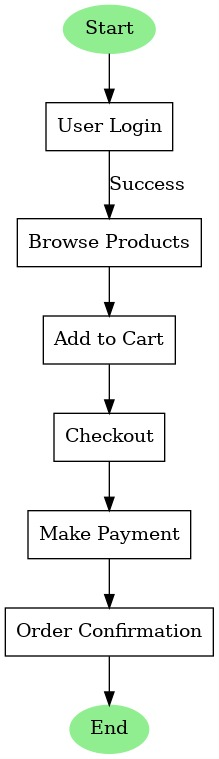 Start
User Login
Success
Browse Products
Add to Cart
Checkout
Make Payment
Order Confirmation
End